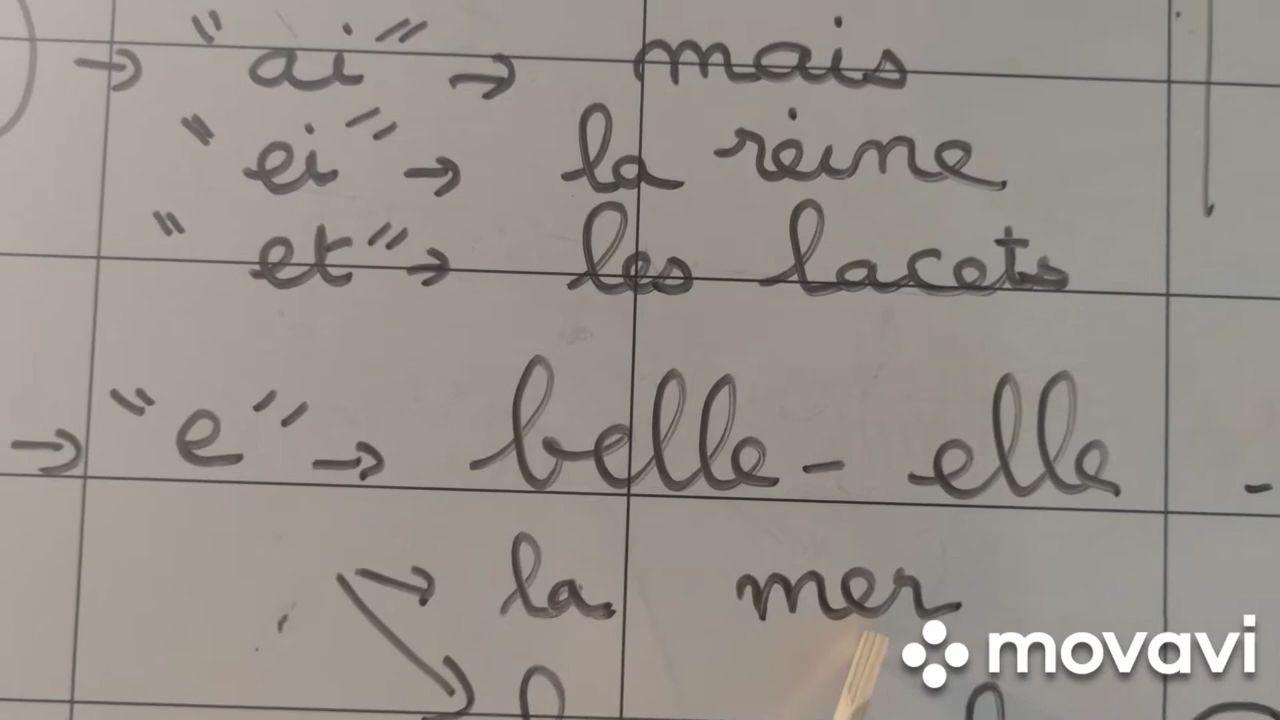 → "ai" → mais
"ei" → la reine
"et" → les lacets
→ "e" → belle - elle -
→ la mer
movavi